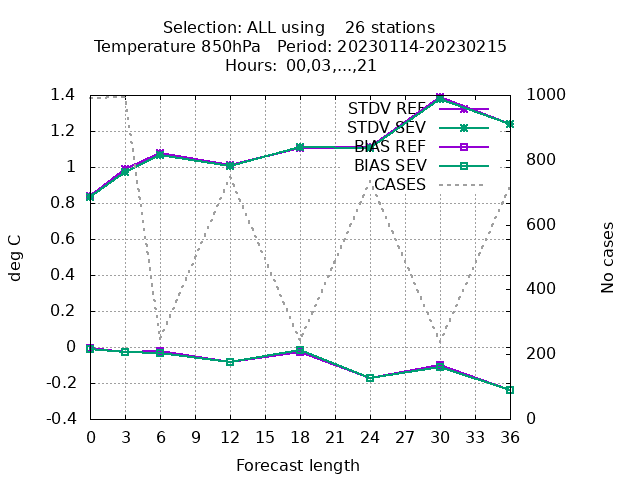 Selection: ALL using    26 stations
Temperature 850hPa   Period: 20230114-20230215
Hours: 00,03,...,21
1.4
1.2
1
0.8
0.6
0.4
0.2
0
-0.2
-0.4
deg C
STDV REF
STDV SEV
BIAS REF
BIAS SEV
CASES
1000
800
600
400
200
0
No cases
0 3 6 9 12 15 18 21 24 27 30 33 36
Forecast length